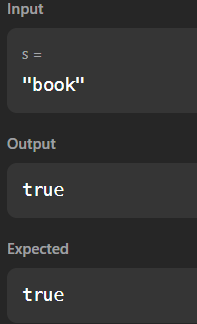 Input
s =
"book"
Output
true
Expected
true